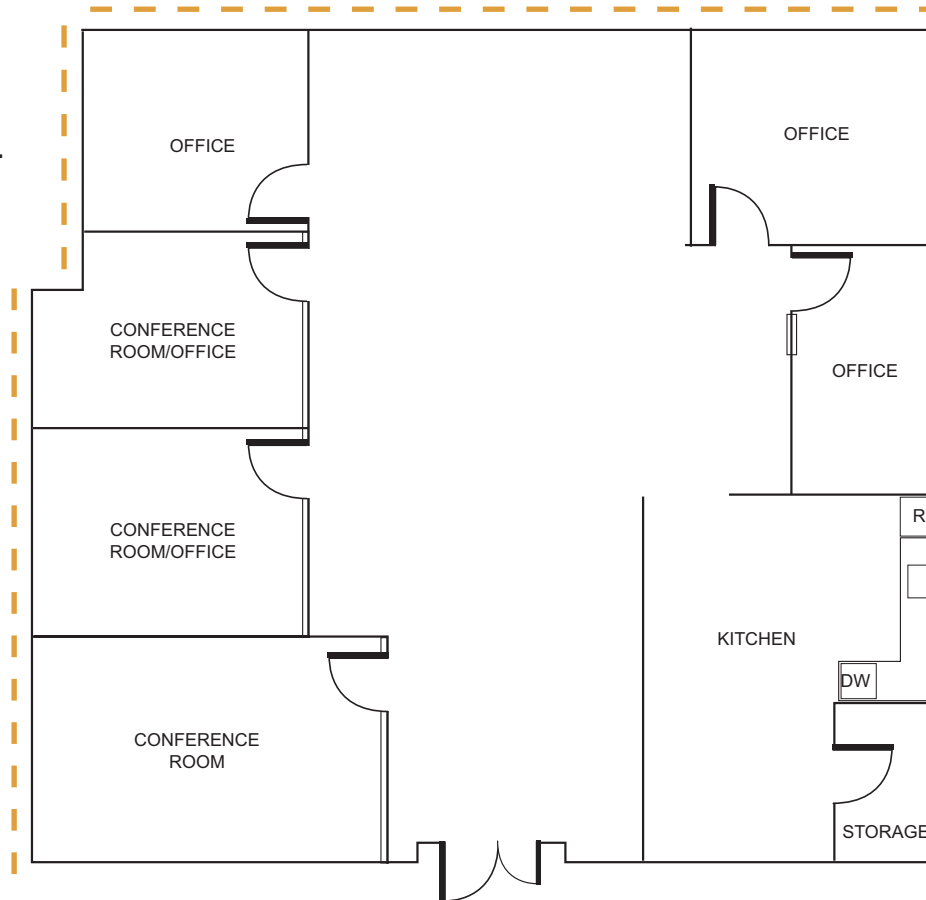 OFFICE
OFFICE
CONFERENCE
ROOM/OFFICE
OFFICE
CONFERENCE
ROOM/OFFICE
R
KITCHEN
DW
CONFERENCE
ROOM
STORAGE